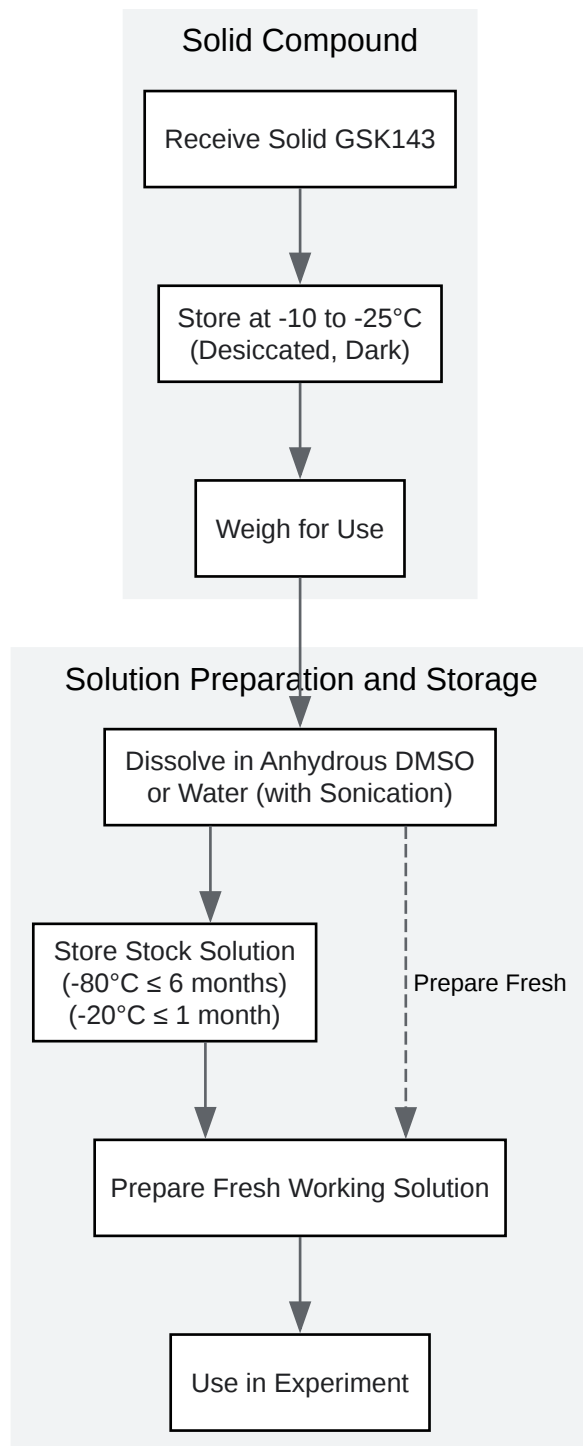 Solid Compound
Receive Solid GSK143
Store at -10 to -25°C
(Desiccated, Dark)
Weigh for Use
Solution Preparation and Storage
Dissolve in Anhydrous DMSO
or Water (with Sonication)
Store Stock Solution
(-80°C ≤ 6 months)
(-20°C ≤ 1 month)
Prepare Fresh
Prepare Fresh Working Solution
Use in Experiment